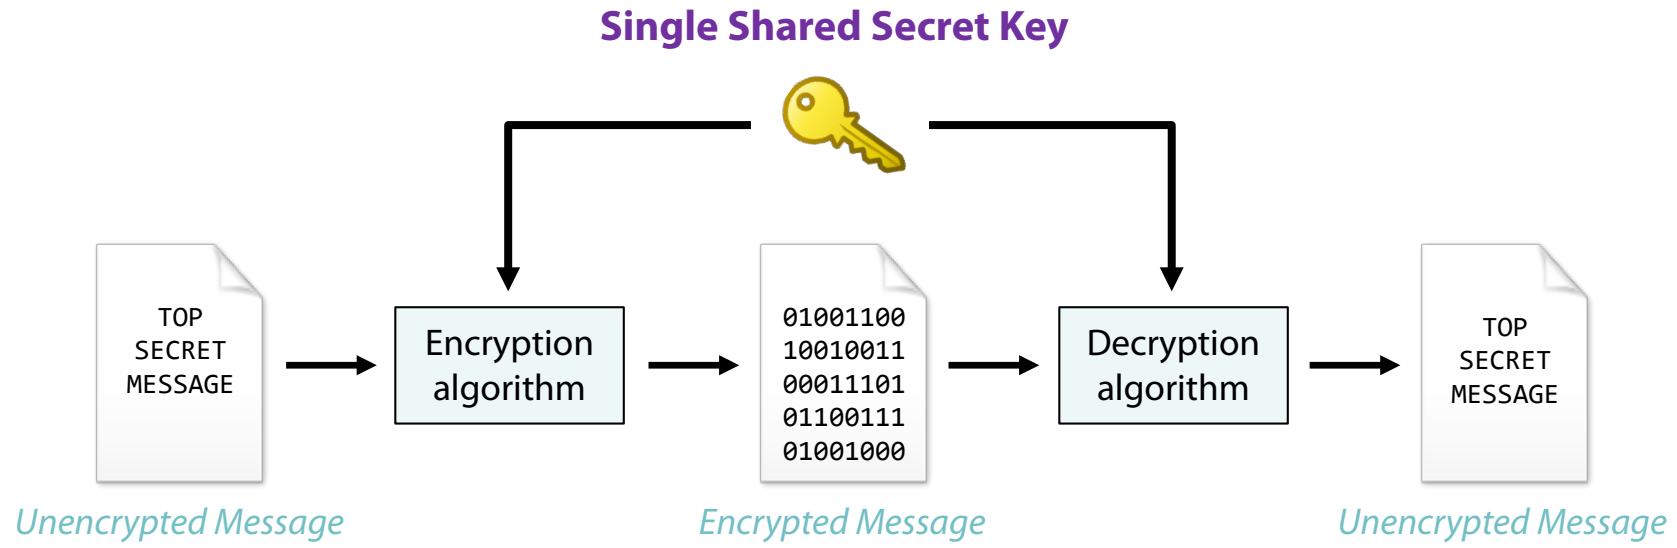 Single Shared Secret Key
TOP
SECRET
MESSAGE
Encryption
algorithm
01001100
10010011
00011101
01100111
01001000
Decryption
algorithm
TOP
SECRET
MESSAGE
Unencrypted Message
Encrypted Message
Unencrypted Message